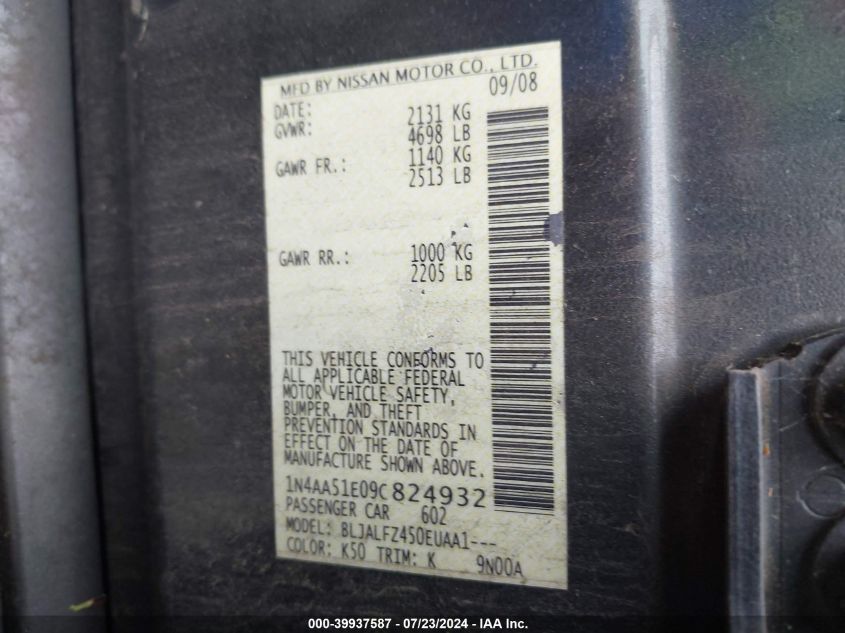 MFD BY NISSAN MOTOR CO., LTD.
DATE: 09/08
GVWR: 2131 KG
4698 LB
GAWR FR.: 1140 KG
2513 LB
GAWR RR.: 1000 KG
2205 LB
THIS VEHICLE CONFORMS TO
ALL APPLICABLE FEDERAL
MOTOR VEHICLE SAFETY,
BUMPER, AND THEFT
PREVENTION STANDARDS IN
EFFECT ON THE DATE OF
MANUFACTURE SHOWN ABOVE.
1N4AA51E09C824932
PASSENGER CAR 602
MODEL: BLJALFZ450EUAA1---
COLOR: K50 TRIM: K 9N00A
000-39937587 - 07/23/2024 - IAA Inc.